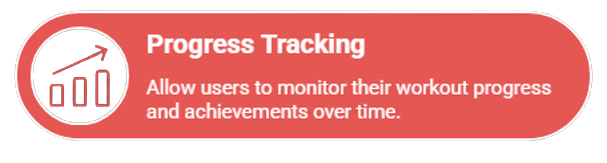 Progress Tracking
Allow users to monitor their workout progress
and achievements over time.